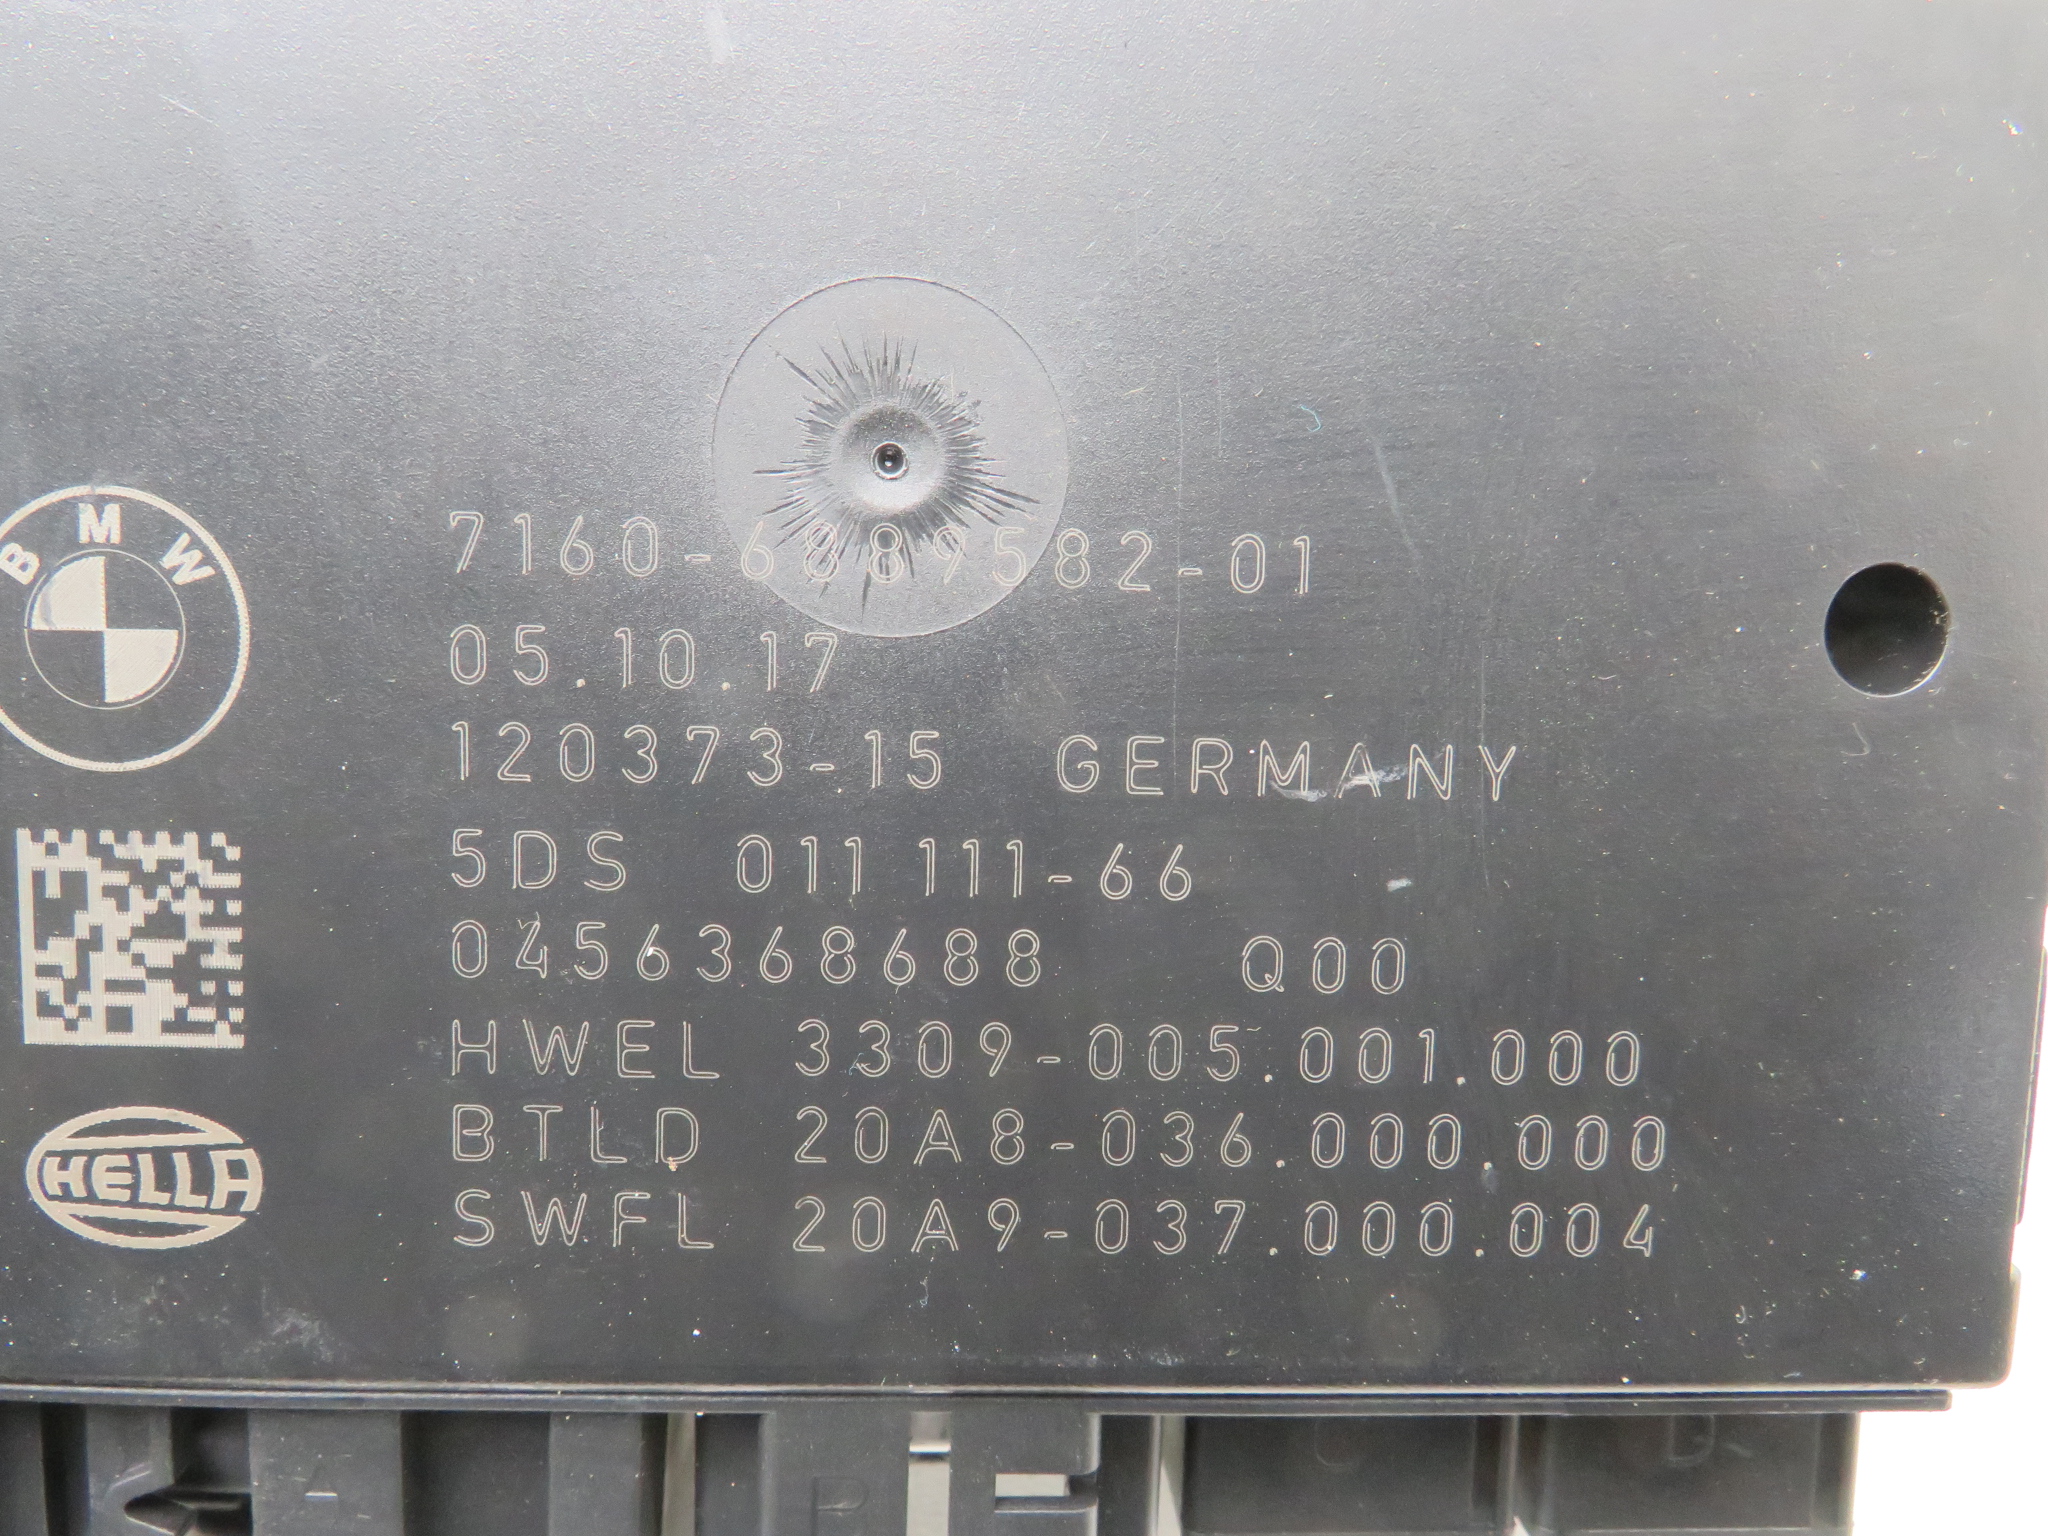 BMW
7160-6889582-01
05.10.17
120373-15 GERMANY
5DS 011 111-66
0456368688 Q00
HWEL 3309-005.001.000
BTLD 20A8-036.000.000
HELLA
SWFL 20A9-037.000.004
A P C D